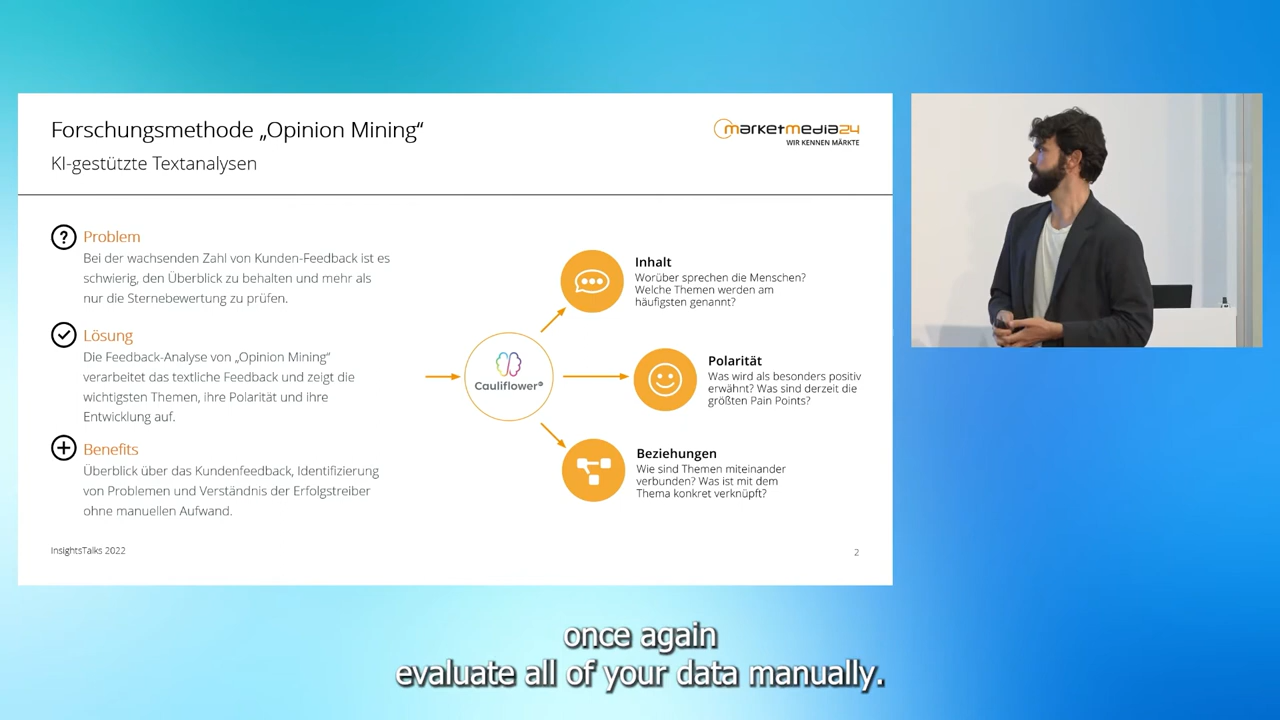 Forschungsmethode „Opinion Mining“
KI-gestützte Textanalysen
marketmedia24
WIR KENNEN MÄRKTE
Problem
Bei der wachsenden Zahl von Kunden-Feedback ist es
schwierig, den Überblick zu behalten und mehr als
nur die Sternebewertung zu prüfen.
Lösung
Die Feedback-Analyse von „Opinion Mining“
verarbeitet das textliche Feedback und zeigt die
wichtigsten Themen, ihre Polarität und ihre
Entwicklung auf.
Benefits
Überblick über das Kundenfeedback, Identifizierung
von Problemen und Verständnis der Erfolgstreiber
ohne manuellen Aufwand.
Cauliflower
Inhalt
Worüber sprechen die Menschen?
Welche Themen werden am
häufigsten genannt?
Polarität
Was wird als besonders positiv
erwähnt? Was sind derzeit die
größten Pain Points?
Beziehungen
Wie sind Themen miteinander
verbunden? Was ist mit dem
Thema konkret verknüpft?
InsightsTalks 2022
2
once again
evaluate all of your data manually.